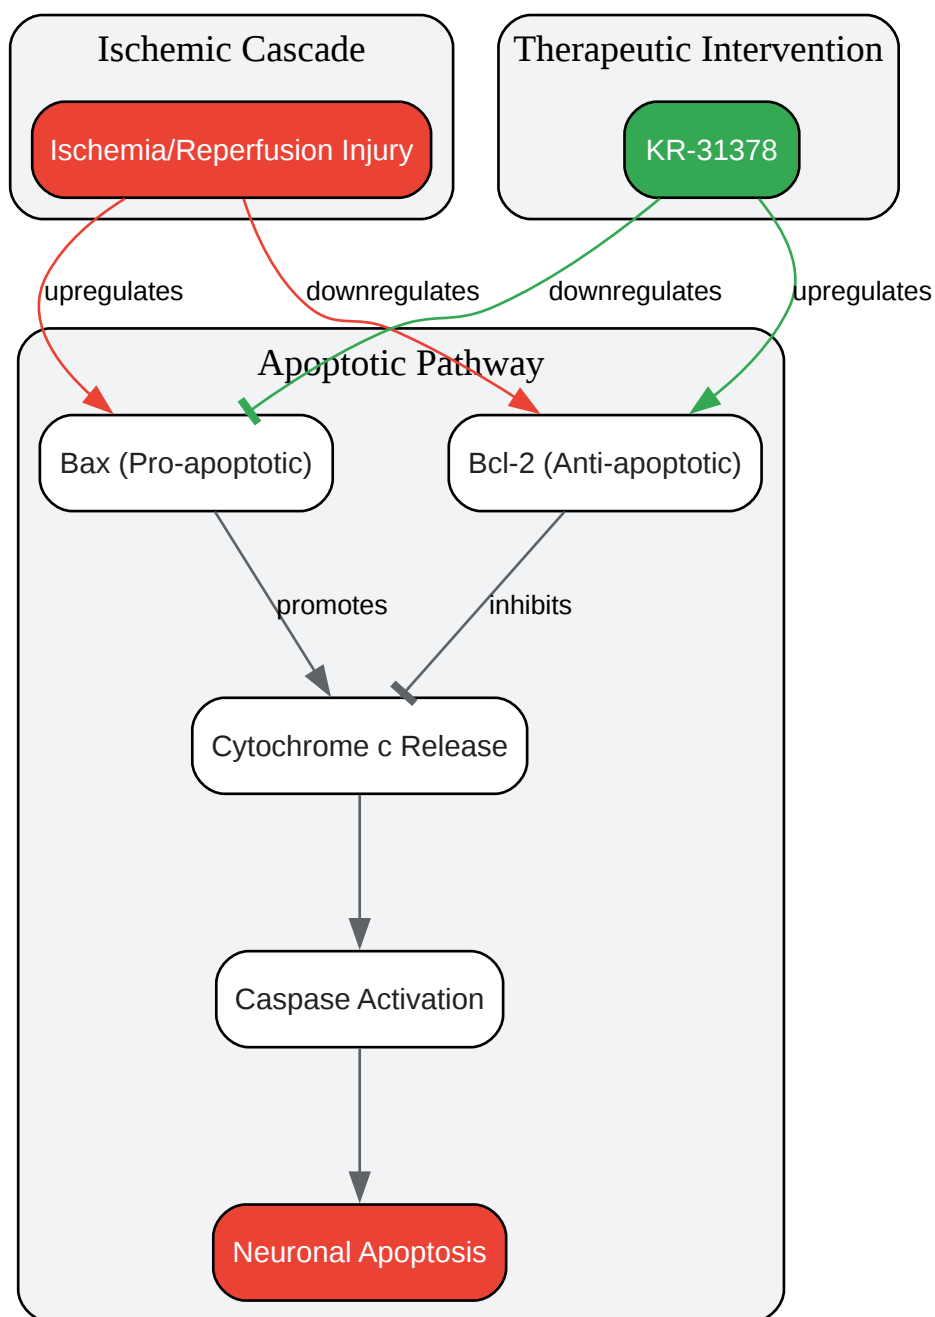 Ischemic Cascade
Therapeutic Intervention
Ischemia/Reperfusion Injury
KR-31378
upregulates
downregulates
downregulates
upregulates
Apoptotic Pathway
Bax (Pro-apoptotic)
Bcl-2 (Anti-apoptotic)
promotes
inhibits
Cytochrome c Release
Caspase Activation
Neuronal Apoptosis